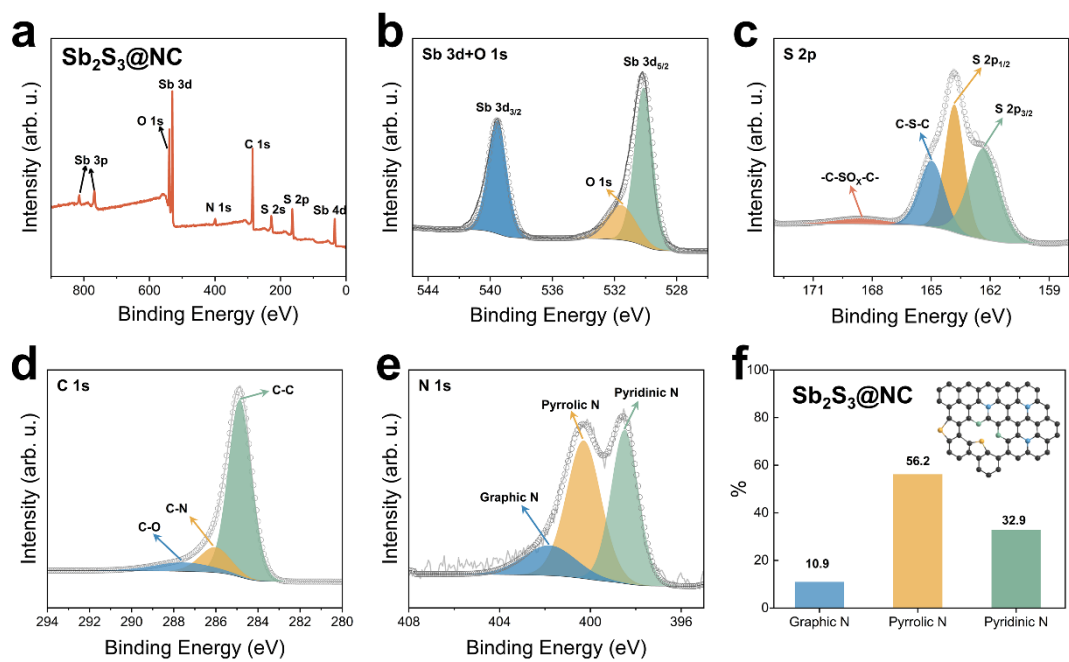 a
Sb₂S₃@NC
Sb 3d
O 1s
Sb 3p
C 1s
N 1s
S 2s
S 2p
Sb 4d
Intensity (arb. u.)
800 600 400 200 0
Binding Energy (eV)
b
Sb 3d+O 1s
Sb 3d₅/₂
Sb 3d₃/₂
O 1s
Intensity (arb. u.)
544 540 536 532 528
Binding Energy (eV)
c
S 2p
S 2p₁/₂
S 2p₃/₂
C-S-C
-C-SOₓ-C-
Intensity (arb. u.)
171 168 165 162 159
Binding Energy (eV)
d
C 1s
C-C
C-N
C-O
Intensity (arb. u.)
294 292 290 288 286 284 282 280
Binding Energy (eV)
e
N 1s
Pyrrolic N
Pyridinic N
Graphic N
Intensity (arb. u.)
408 404 400 396
Binding Energy (eV)
f
Sb₂S₃@NC
%
100
80
60
40
20
0
10.9
56.2
32.9
Graphic N Pyrrolic N Pyridinic N